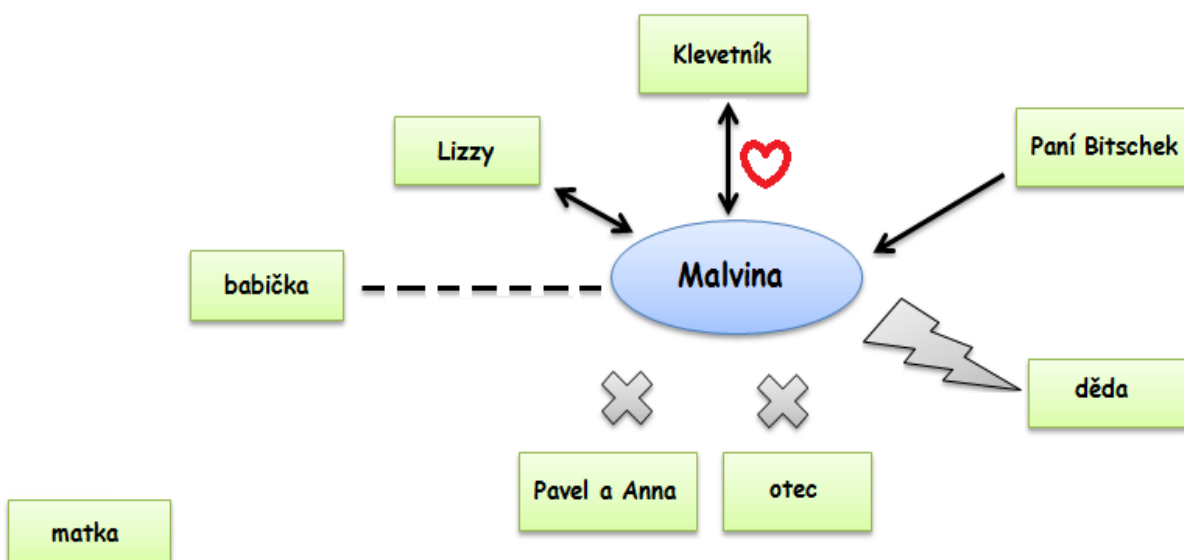 Klevetník
Lizzy
Paní Bitschek
Malvina
babička
děda
Pavel a Anna
otec
matka